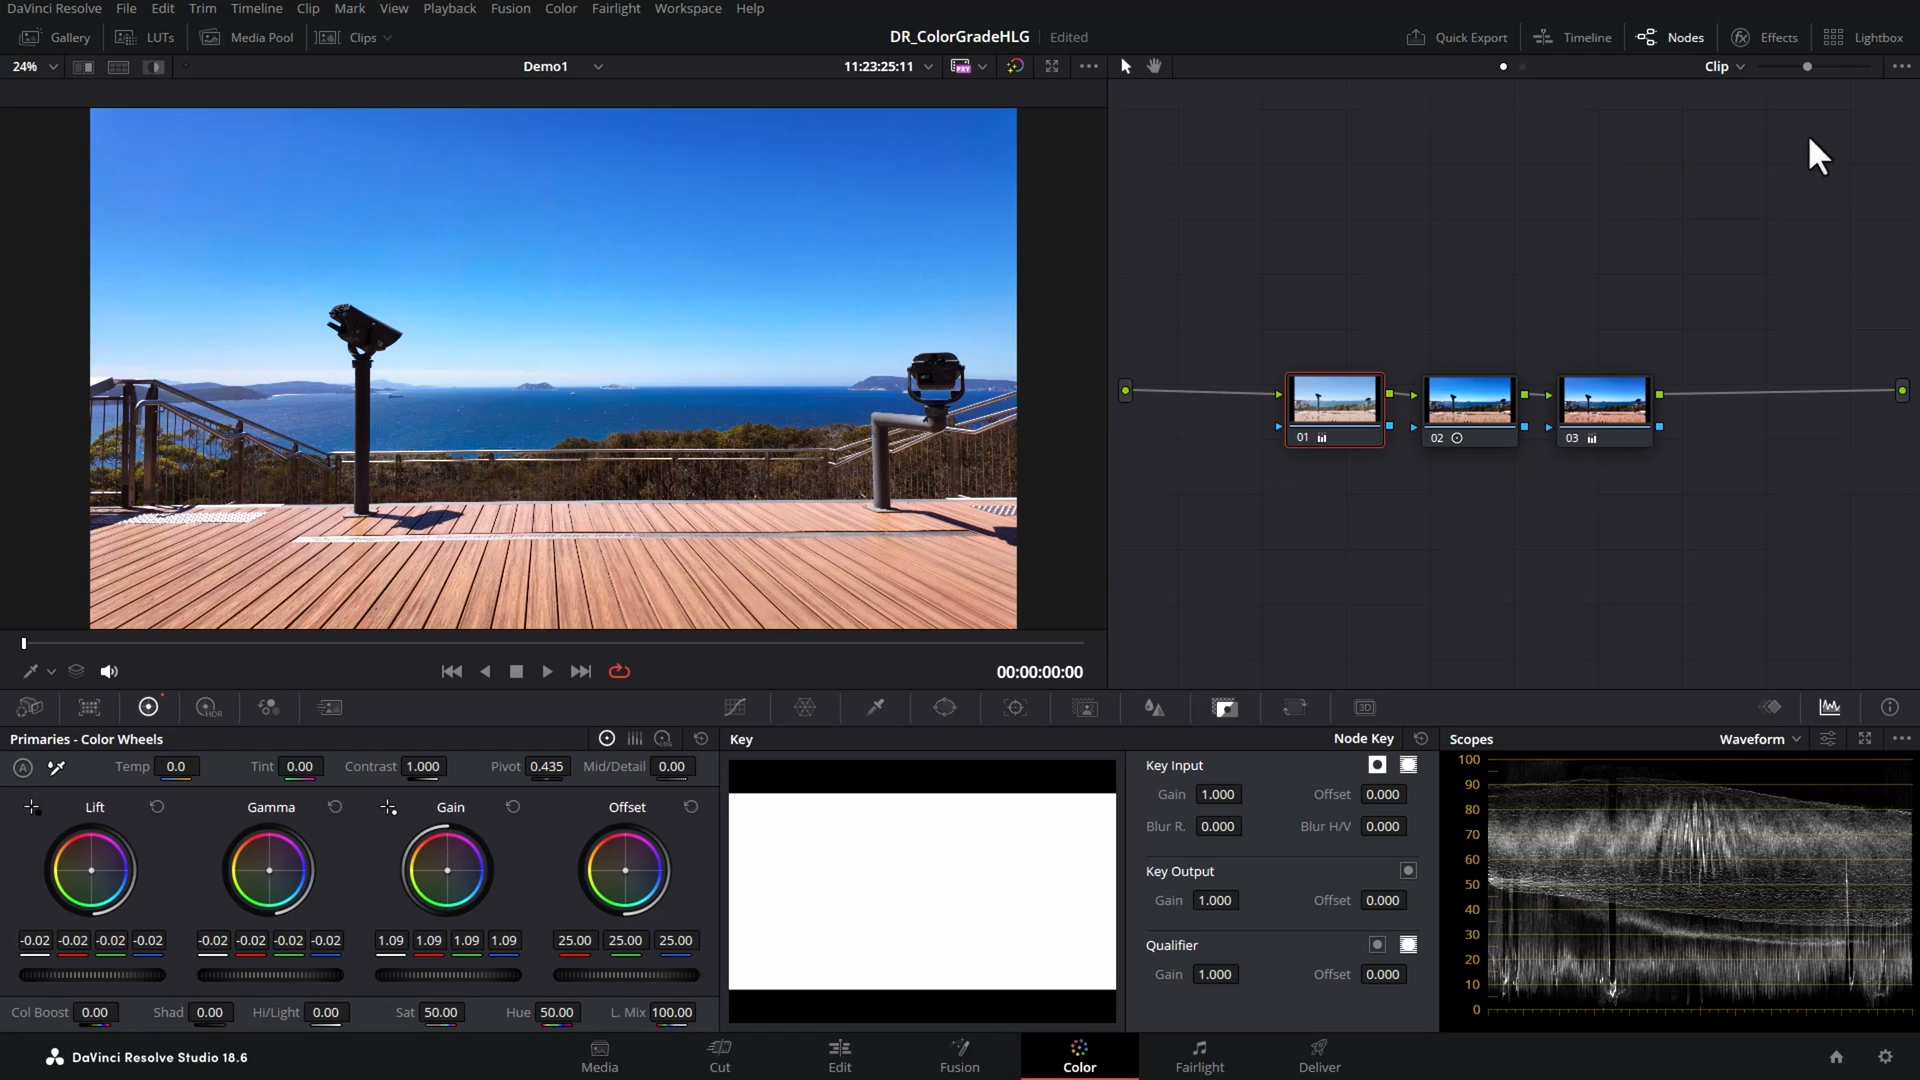 DaVinci Resolve File Edit Trim Timeline Clip Mark View Playback Fusion Color Fairlight Workspace Help
Gallery LUTs Media Pool Clips DR_ColorGradeHLG Edited Quick Export Timeline Nodes Effects Lightbox
24% Demo1 11:23:25:11 Clip
01 02 03
00:00:00:00
HDR 3D
Primaries - Color Wheels Key Node Key Scopes Waveform
A Temp 0.0 Tint 0.00 Contrast 1.000 Pivot 0.435 Mid/Detail 0.00
Lift Gamma Gain Offset
-0.02 -0.02 -0.02 -0.02 -0.02 -0.02 -0.02 -0.02 1.09 1.09 1.09 1.09 25.00 25.00 25.00
Col Boost 0.00 Shad 0.00 Hi/Light 0.00 Sat 50.00 Hue 50.00 L. Mix 100.00
Key Input
Gain 1.000 Offset 0.000
Blur R. 0.000 Blur H/V 0.000
Key Output
Gain 1.000 Offset 0.000
Qualifier
Gain 1.000 Offset 0.000
100
90
80
70
60
50
40
30
20
10
0
DaVinci Resolve Studio 18.6
Media Cut Edit Fusion Color Fairlight Deliver